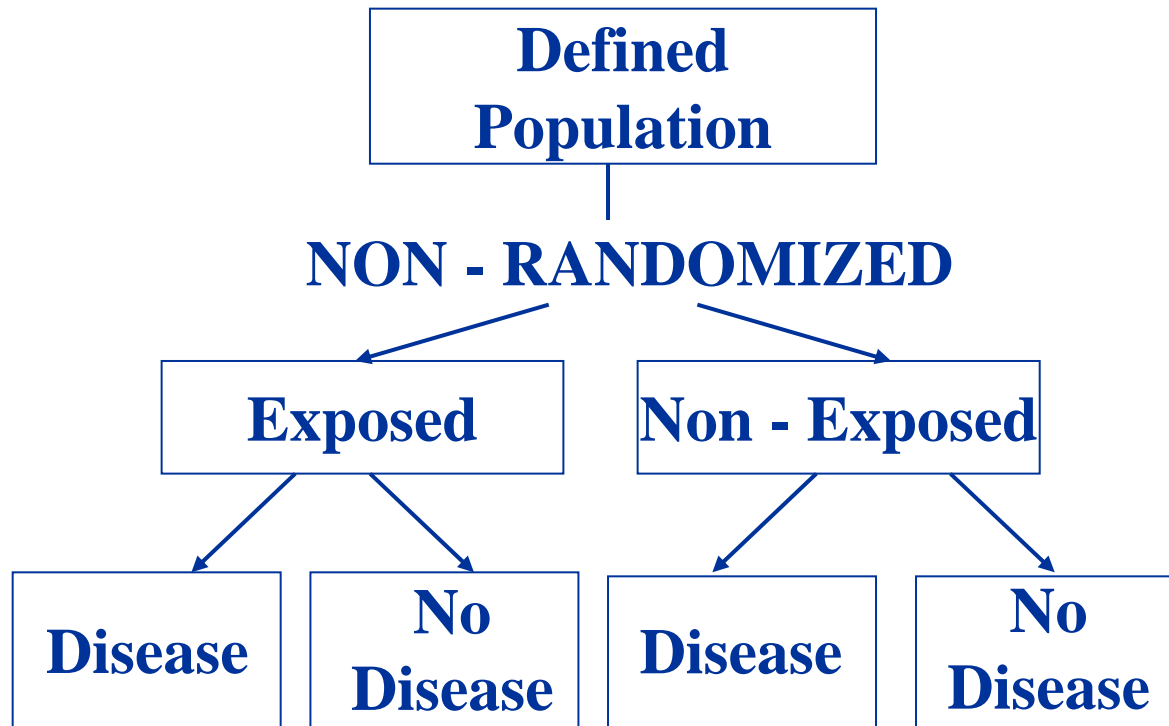 Defined
Population
NON - RANDOMIZED
Exposed
Non - Exposed
Disease
No
Disease
Disease
No
Disease